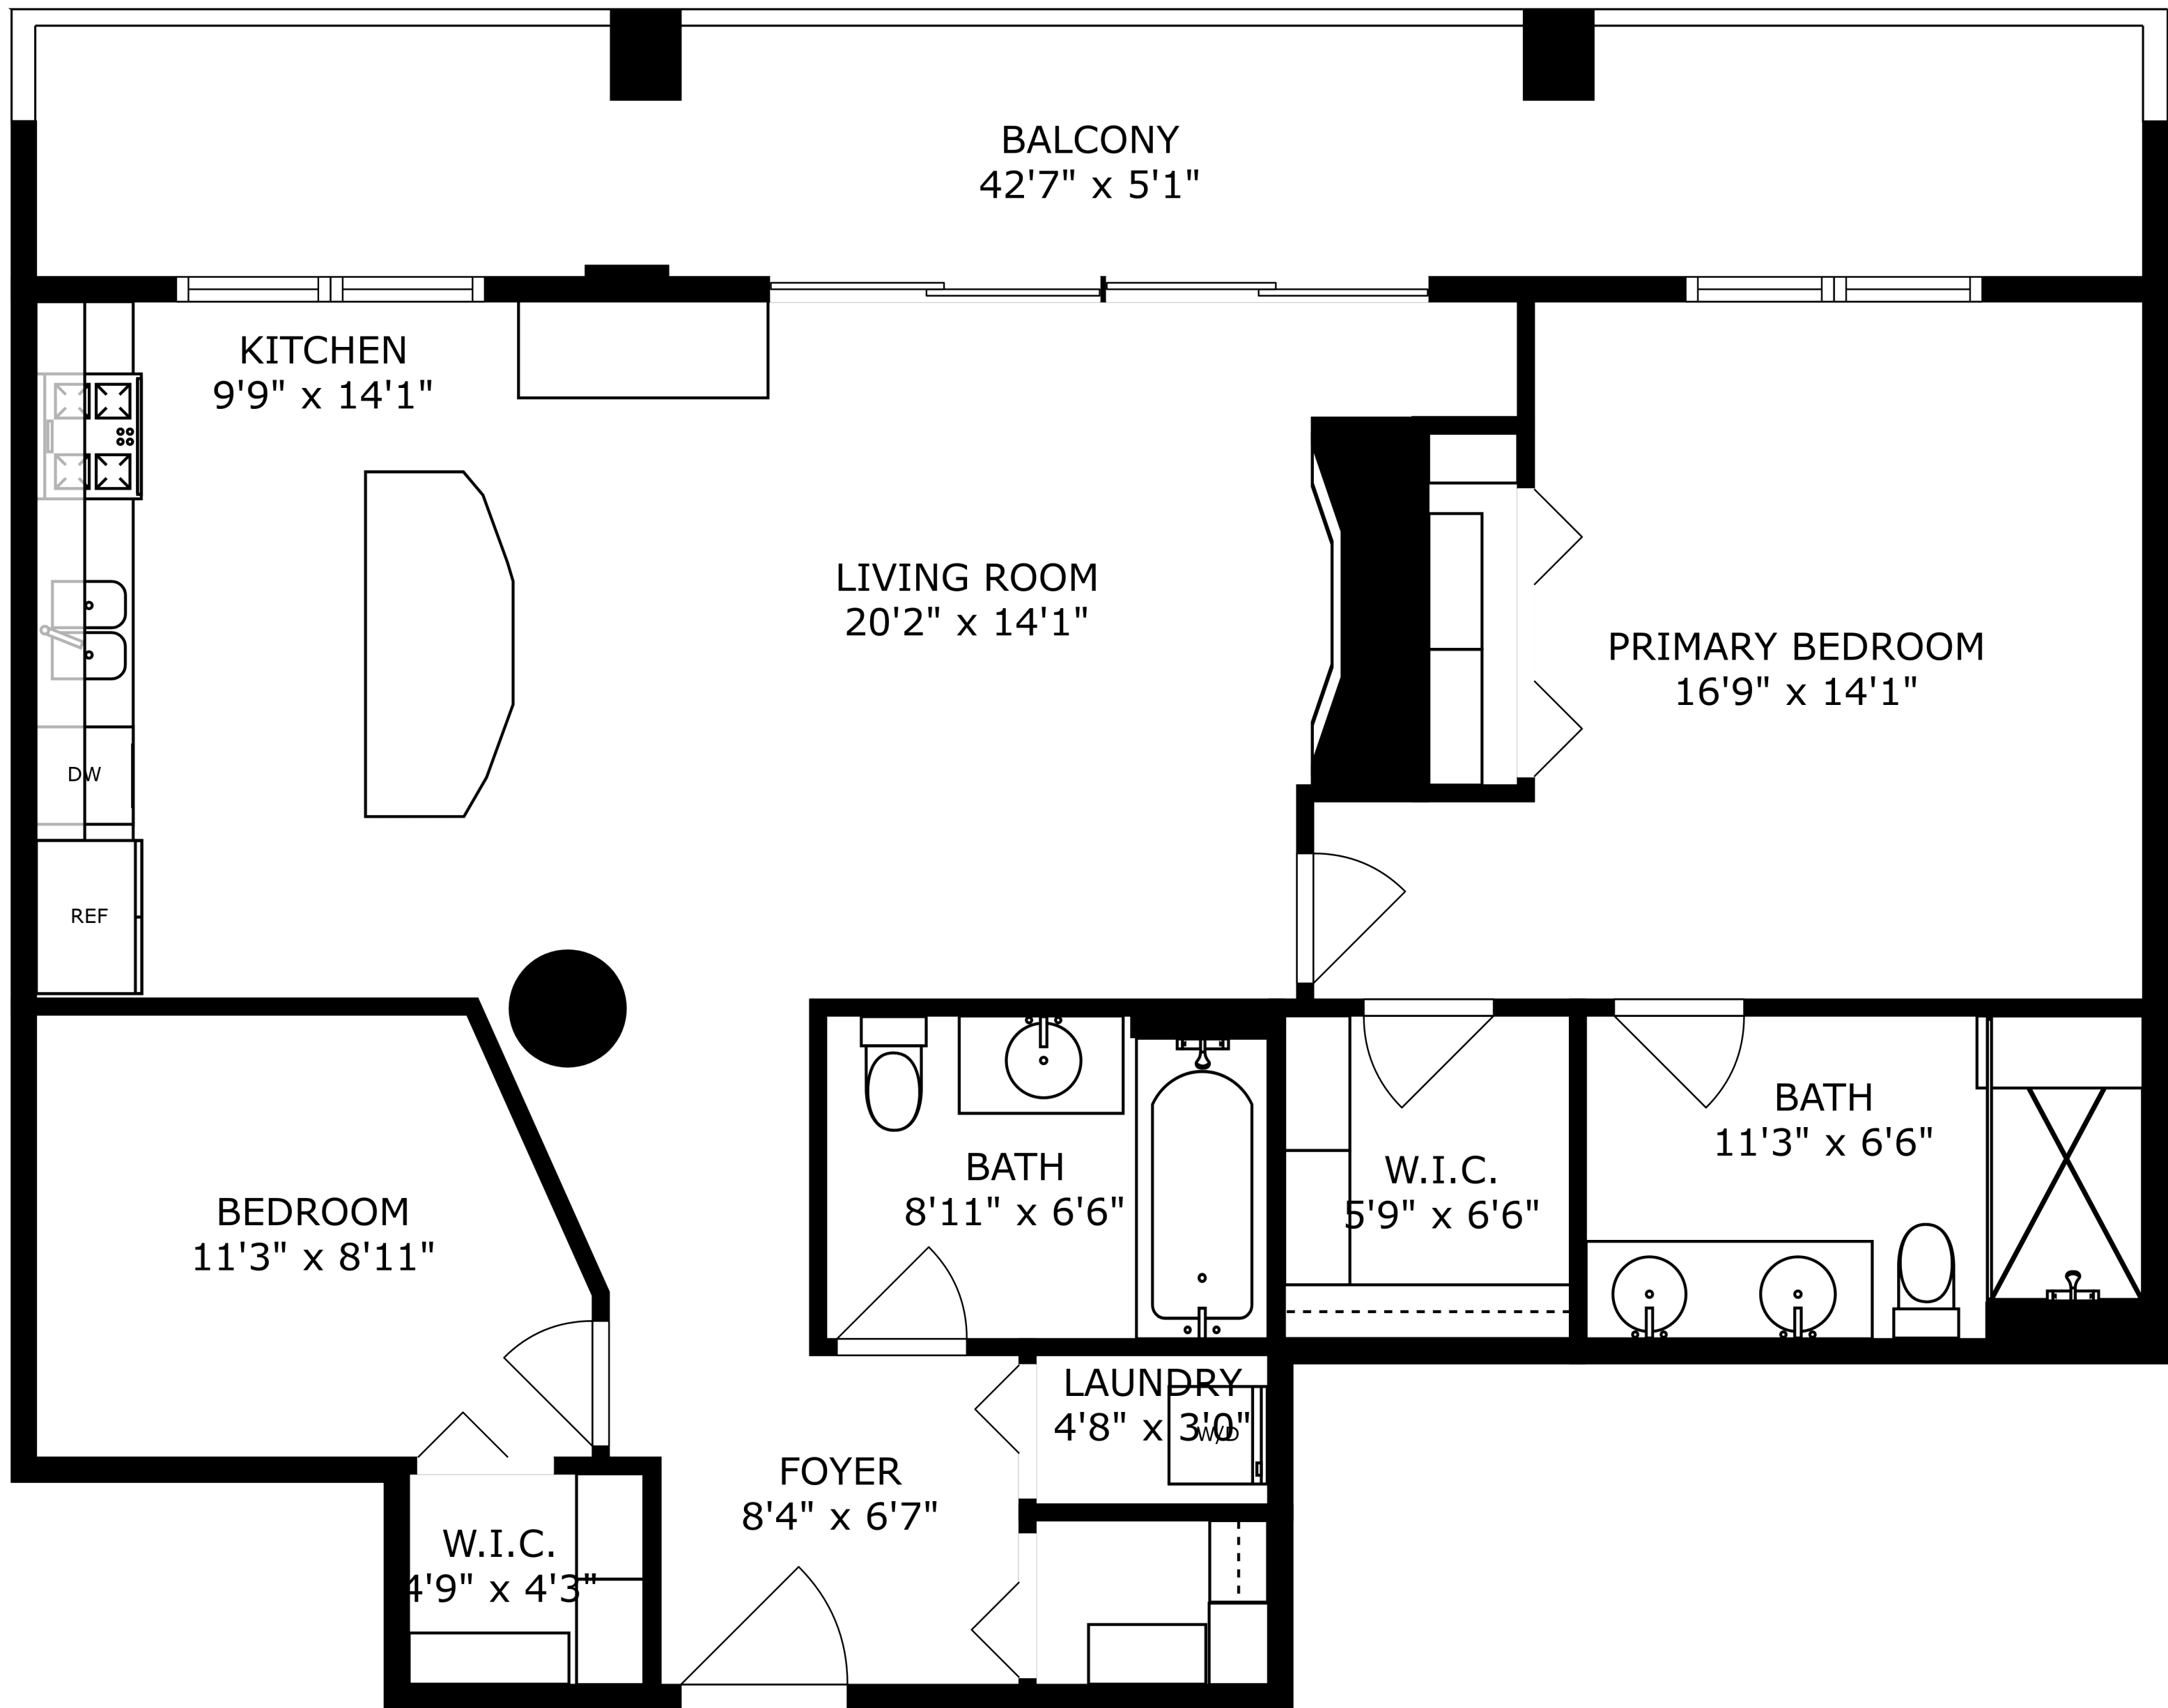 BALCONY
42'7" x 5'1"
KITCHEN
9'9" x 14'1"
LIVING ROOM
20'2" x 14'1"
PRIMARY BEDROOM
16'9" x 14'1"
DW
REF
BATH
11'3" x 6'6"
BATH
8'11" x 6'6"
W.I.C.
5'9" x 6'6"
BEDROOM
11'3" x 8'11"
LAUNDRY
4'8" x 3'0"
W/D
FOYER
8'4" x 6'7"
W.I.C.
4'9" x 4'3"